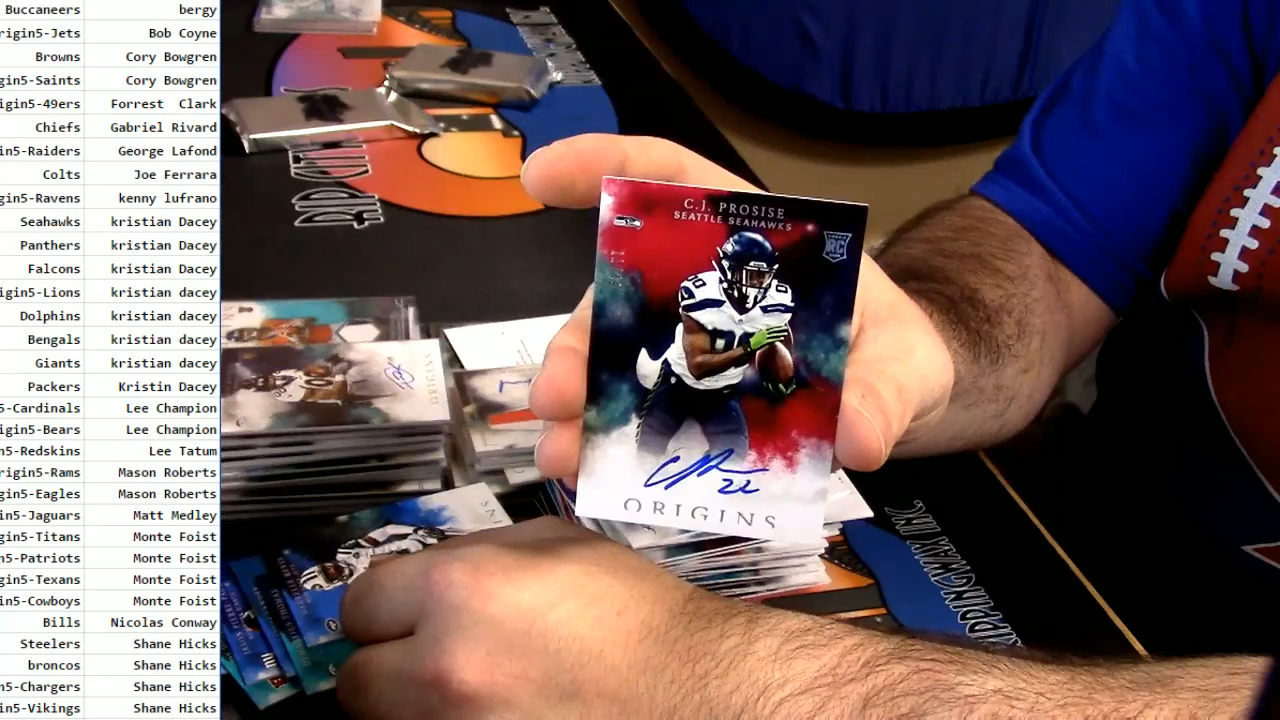 Buccaneers bergy
rigin5-Jets Bob Coyne
Browns Cory Bowgren
gin5-Saints Cory Bowgren
igin5-49ers Forrest Clark
Chiefs Gabriel Rivard
in5-Raiders George Lafond
Colts Joe Ferrara
igin5-Ravens kenny lufrano
Seahawks kristian Dacey
Panthers kristian Dacey
Falcons kristian Dacey
igin5-Lions kristian dacey
Dolphins kristian dacey
Bengals kristian dacey
Giants kristian dacey
Packers Kristin Dacey
5-Cardinals Lee Champion
igin5-Bears Lee Champion
n5-Redskins Lee Tatum
rigin5-Rams Mason Roberts
gin5-Eagles Mason Roberts
in5-Jaguars Matt Medley
gin5-Titans Monte Foist
in5-Patriots Monte Foist
gin5-Texans Monte Foist
in5-Cowboys Monte Foist
Bills Nicolas Conway
Steelers Shane Hicks
broncos Shane Hicks
n5-Chargers Shane Hicks
in5-Vikings Shane Hicks
C.J. PROSISE
SEATTLE SEAHAWKS
RC
22
ORIGINS
ORIGINS
RIPPINGWAX INC